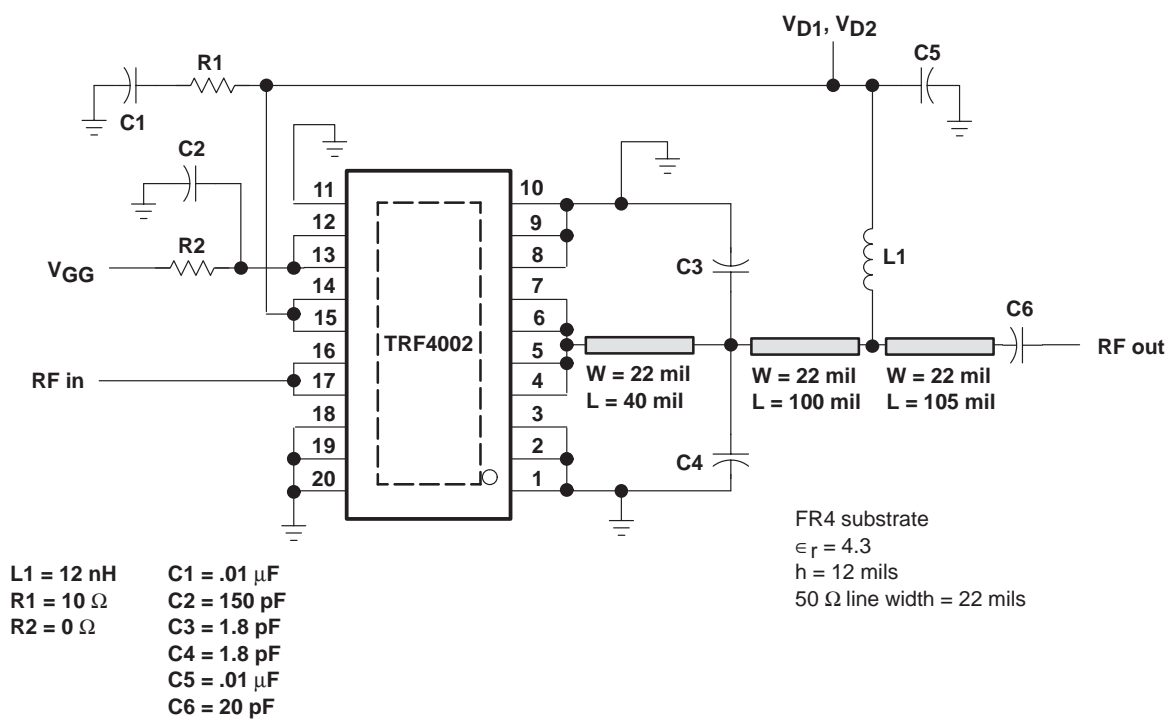 VD1, VD2
C5
R1
C1
C2
R2
VGG
RF in
11
12
13
14
15
16
17
18
19
20
TRF4002
10
9
8
7
6
5
4
3
2
1
C3
C4
L1
C6
RF out
W = 22 mil
L = 40 mil
W = 22 mil
L = 100 mil
W = 22 mil
L = 105 mil
FR4 substrate
∈r = 4.3
h = 12 mils
50 Ω line width = 22 mils
L1 = 12 nH
R1 = 10 Ω
R2 = 0 Ω
C1 = .01 μF
C2 = 150 pF
C3 = 1.8 pF
C4 = 1.8 pF
C5 = .01 μF
C6 = 20 pF